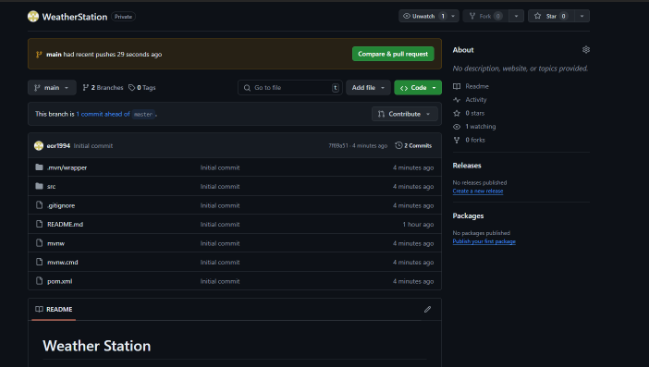 WeatherStation Private
Unwatch 1
Fork 0
Star 0
main had recent pushes 29 seconds ago
Compare & pull request
main
2 Branches
0 Tags
Go to file
t
Add file
Code
This branch is 1 commit ahead of master.
Contribute
Initial commit
4 minutes ago
2 Commits
.mvn/wrapper Initial commit 4 minutes ago
src Initial commit 4 minutes ago
.gitignore Initial commit 4 minutes ago
README.md 1 hour ago
mvnw Initial commit 4 minutes ago
mvnw.cmd Initial commit 4 minutes ago
pom.xml Initial commit 4 minutes ago
README
Weather Station
About
No description, website, or topics provided.
Readme
Activity
0 stars
1 watching
0 forks
Releases
No releases published
Create a new release
Packages
No packages published
Publish your first package